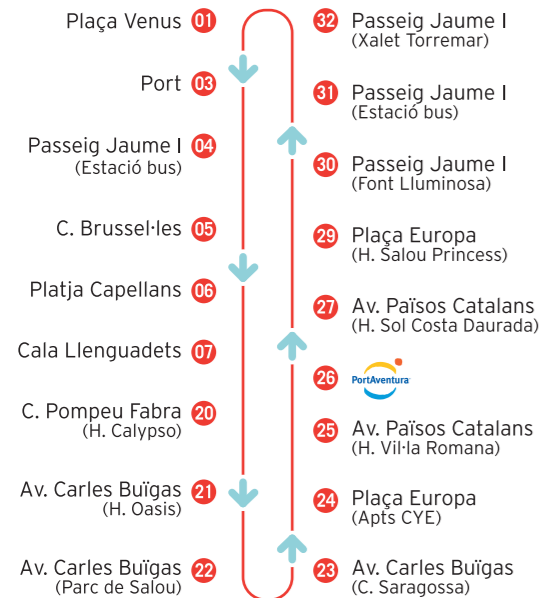 Plaça Venus 01
Port 03
Passeig Jaume I 04
(Estació bus)
C. Brussel·les 05
Platja Capellans 06
Cala Llenguadets 07
C. Pompeu Fabra 20
(H. Calypso)
Av. Carles Buïgas 21
(H. Oasis)
Av. Carles Buïgas 22
(Parc de Salou)
32 Passeig Jaume I
(Xalet Torremar)
31 Passeig Jaume I
(Estació bus)
30 Passeig Jaume I
(Font Lluminosa)
29 Plaça Europa
(H. Salou Princess)
27 Av. Països Catalans
(H. Sol Costa Daurada)
26 PortAventura
25 Av. Països Catalans
(H. Vil·la Romana)
24 Plaça Europa
(Apts CYE)
23 Av. Carles Buïgas
(C. Saragossa)